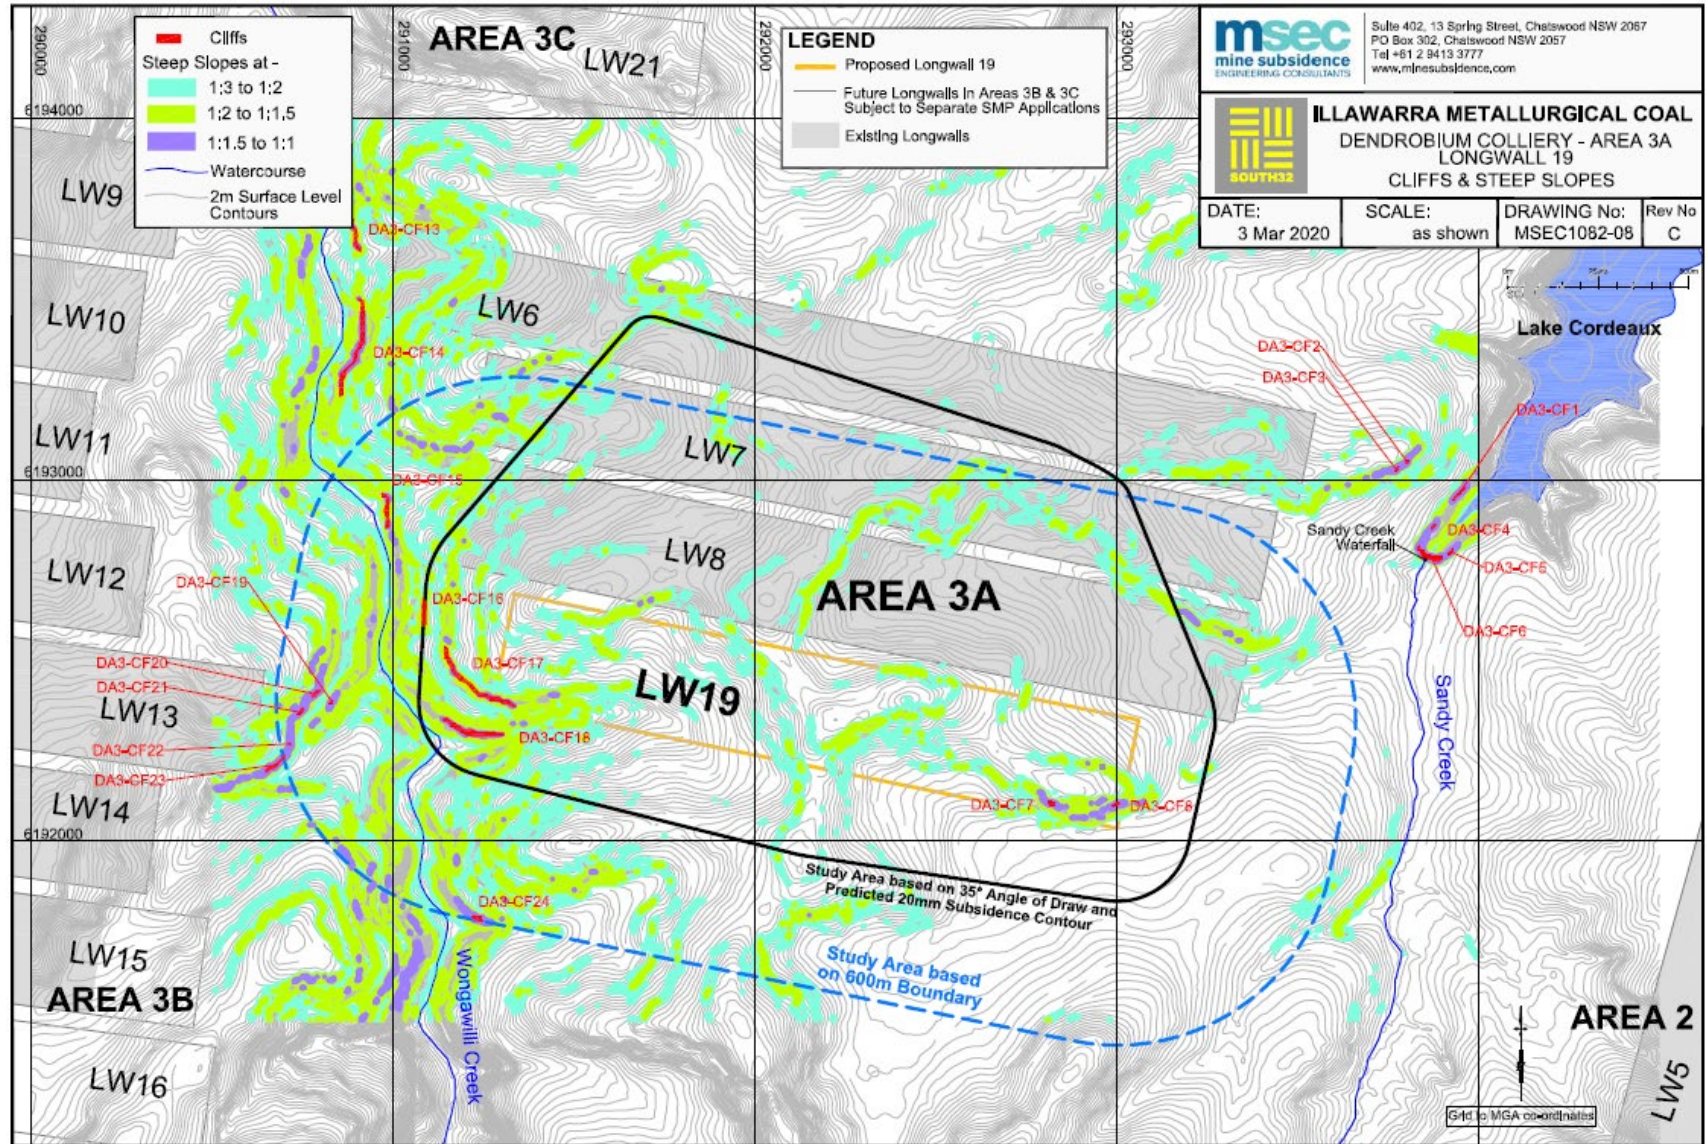 Cliffs
Steep Slopes at -
1:3 to 1:2
1:2 to 1:1.5
1:1.5 to 1:1
Watercourse
2m Surface Level
Contours
290000
291000
292000
293000
AREA 3C
LW21
LEGEND
Proposed Longwall 19
Future Longwalls in Areas 3B & 3C
Subject to Separate SMP Applications
Existing Longwalls
msec
mine subsidence
ENGINEERING CONSULTANTS
Suite 402, 13 Spring Street, Chatswood NSW 2067
PO Box 302, Chatswood NSW 2057
Tel +61 2 9413 3777
www.minesubsidence.com
SOUTH32
ILLAWARRA METALLURGICAL COAL
DENDROBIUM COLLIERY - AREA 3A
LONGWALL 19
CLIFFS & STEEP SLOPES
DATE:
3 Mar 2020
SCALE:
as shown
DRAWING No:
MSEC1082-08
Rev No
C
6194000
LW9
DA3-CF13
LW10
LW6
DA3-CF14
Lake Cordeaux
DA3-CF2
DA3-CF3
DA3-CF1
LW11
LW7
6193000
DA3-CF15
LW8
Sandy Creek
Waterfall
DA3-CF4
DA3-CF5
DA3-CF6
LW12
DA3-CF19
DA3-CF16
AREA 3A
DA3-CF20
DA3-CF21
LW13
DA3-CF22
DA3-CF23
DA3-CF17
LW19
DA3-CF18
Sandy Creek
LW14
DA3-CF7
DA3-CF8
6192000
Study Area based on 35° Angle of Draw and
Predicted 20mm Subsidence Contour
DA3-CF24
Study Area based
on 600m Boundary
LW15
AREA 3B
Wongawilli Creek
AREA 2
LW16
LW5
Grid to MGA co-ordinates